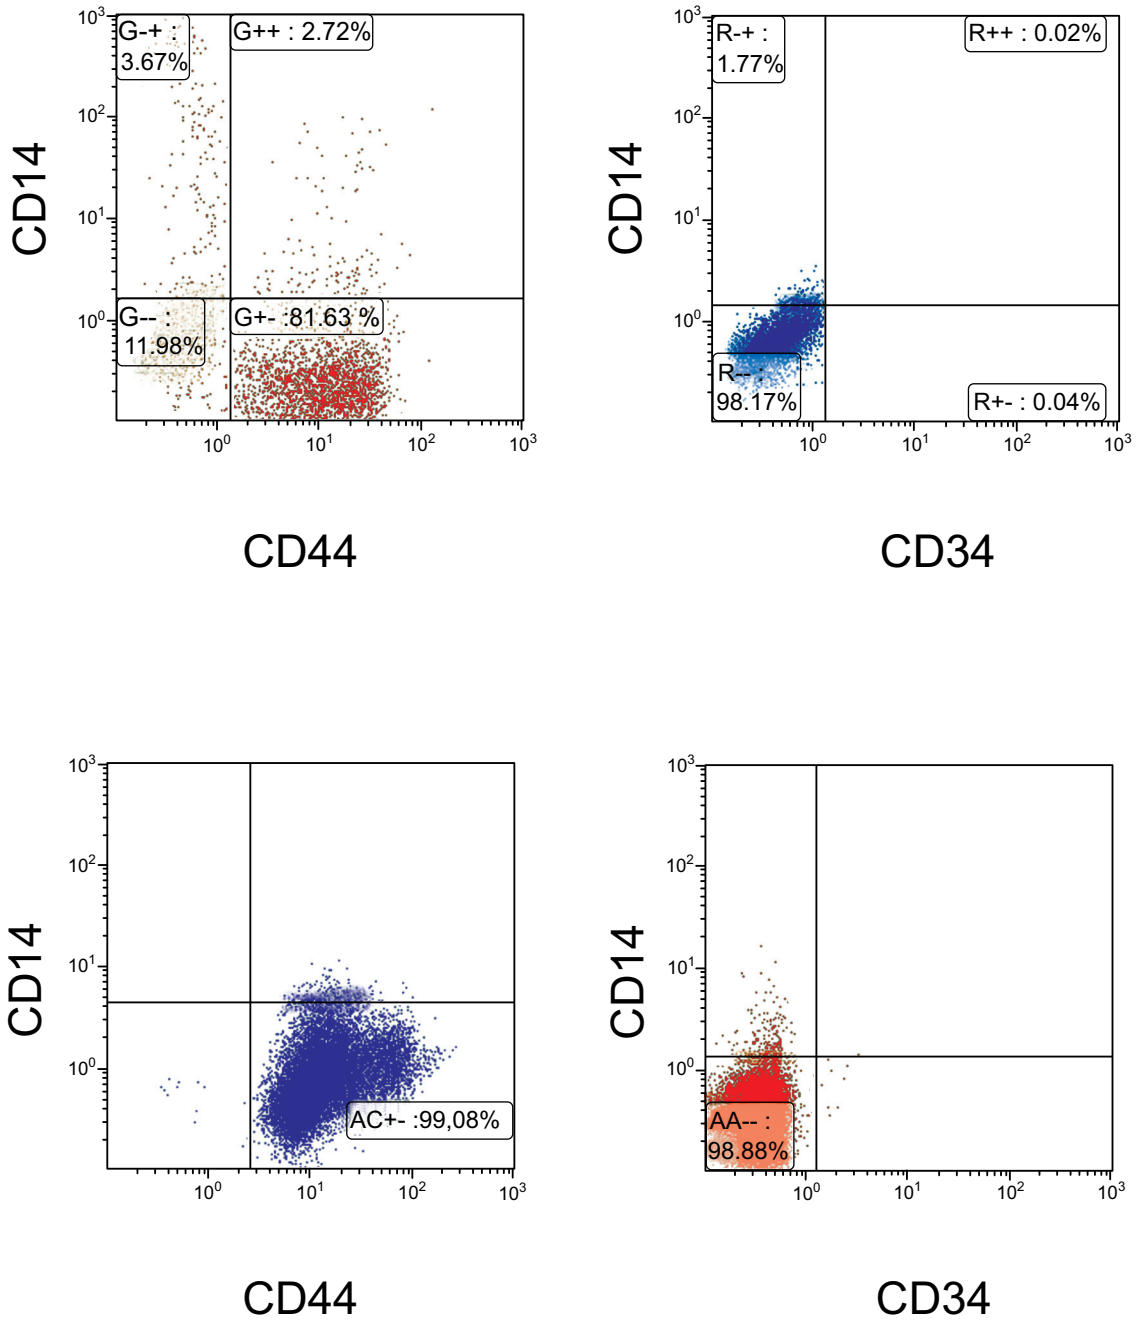 10³
G-+ :
3.67%
G++ : 2.72%
10²
CD14
10¹
10⁰
G-- :
11.98%
G+- :81.63 %
10⁰ 10¹ 10² 10³
CD44
10³
R-+ :
1.77%
R++ : 0.02%
10²
CD14
10¹
10⁰
R-- :
98.17%
R+- : 0.04%
10⁰ 10¹ 10² 10³
CD34
10³
10²
CD14
10¹
10⁰
AC+- :99,08%
10⁰ 10¹ 10² 10³
CD44
10³
10²
CD14
10¹
10⁰
AA-- :
98.88%
10⁰ 10¹ 10² 10³
CD34